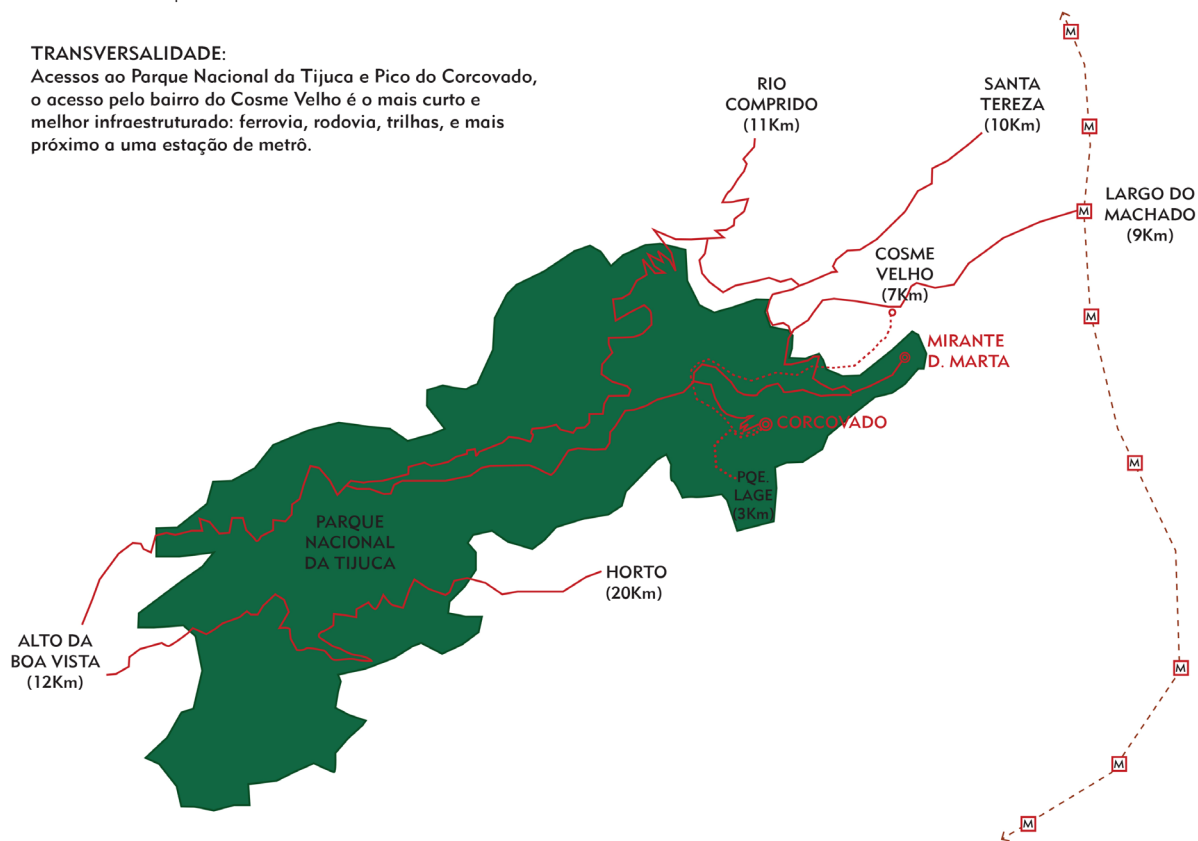 TRANSVERSALIDADE:
Acessos ao Parque Nacional da Tijuca e Pico do Corcovado,
o acesso pelo bairro do Cosme Velho é o mais curto e
melhor infraestruturado: ferrovia, rodovia, trilhas, e mais
próximo a uma estação de metrô.
RIO
COMPRIDO
(11Km)
SANTA
TEREZA
(10Km)
M
M
M
LARGO DO
MACHADO
(9Km)
COSME
VELHO
(7Km)
M
MIRANTE
D. MARTA
CORCOVADO
M
PQE.
LAGE
(3Km)
PARQUE
NACIONAL
DA TIJUCA
HORTO
(20Km)
ALTO DA
BOA VISTA
(12Km)
M
M
M